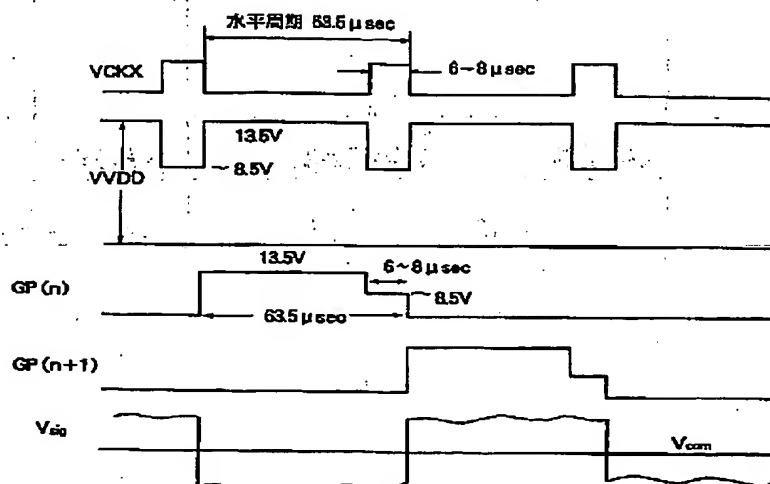 水平周期 63.5μsec
VCKX
6~8μsec
13.5V
~8.5V
VVDD
13.5V
6~8μsec
GP(n)
~8.5V
63.5μsec
GP(n+1)
Vsig
Vcom